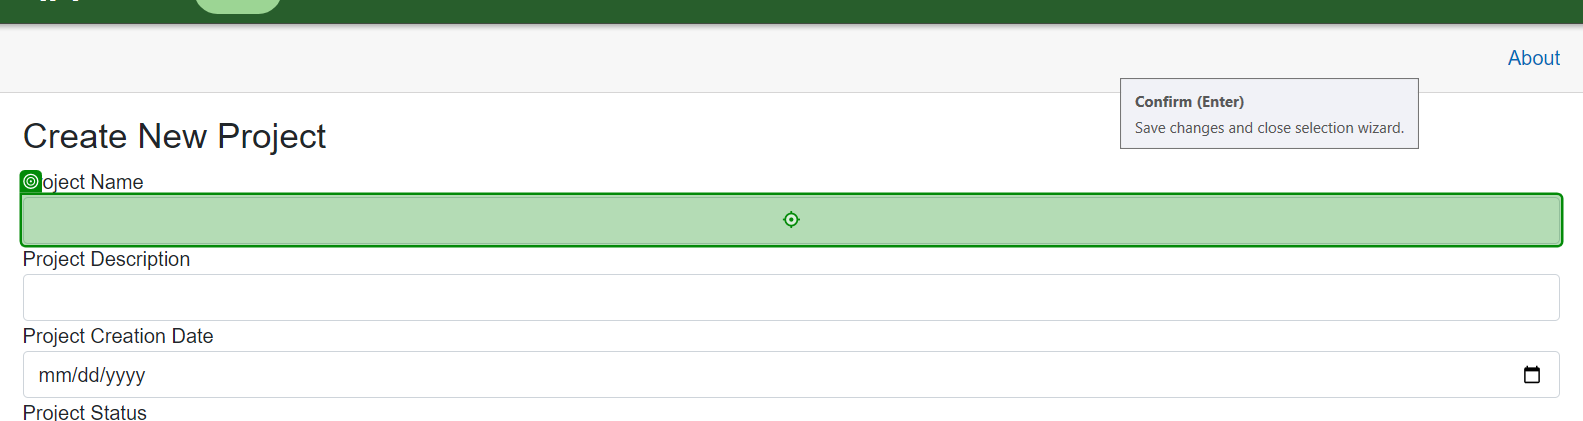 About
Confirm (Enter)
Save changes and close selection wizard.
Create New Project
oject Name
Project Description
Project Creation Date
mm/dd/yyyy
Project Status